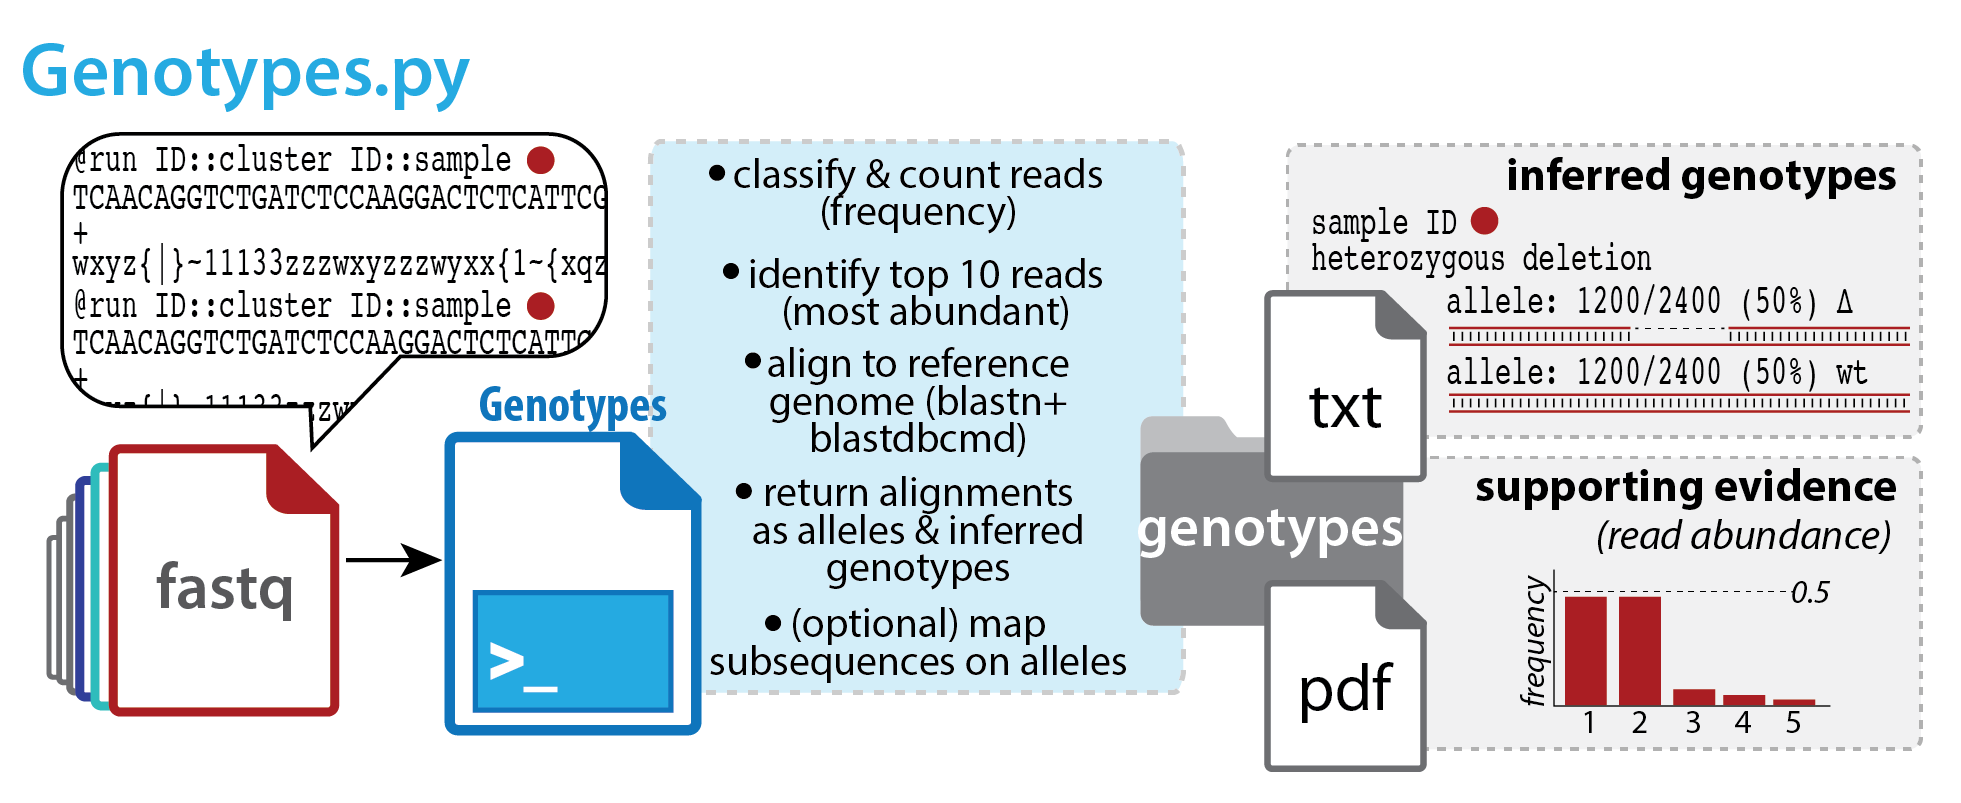 Genotypes.py
@run ID::cluster ID::sample
TCAACAGGTCTGATCTCCAAGGACTCTCATTCG
+
wxyz{|}~11133zzzwxyzzzwyxx{1~{xqz
@run ID::cluster ID::sample
TCAACAGGTCTGATCTCCAAGGACTCTCATTC
+
fastq
Genotypes
>_
• classify & count reads
(frequency)
• identify top 10 reads
(most abundant)
• align to reference
genome (blastn+
blastdbcmd)
• return alignments
as alleles & inferred
genotypes
• (optional) map
subsequences on alleles
genotypes
txt
pdf
inferred genotypes
sample ID
heterozygous deletion
allele: 1200/2400 (50%) Δ
allele: 1200/2400 (50%) wt
supporting evidence
(read abundance)
frequency
0.5
1 2 3 4 5